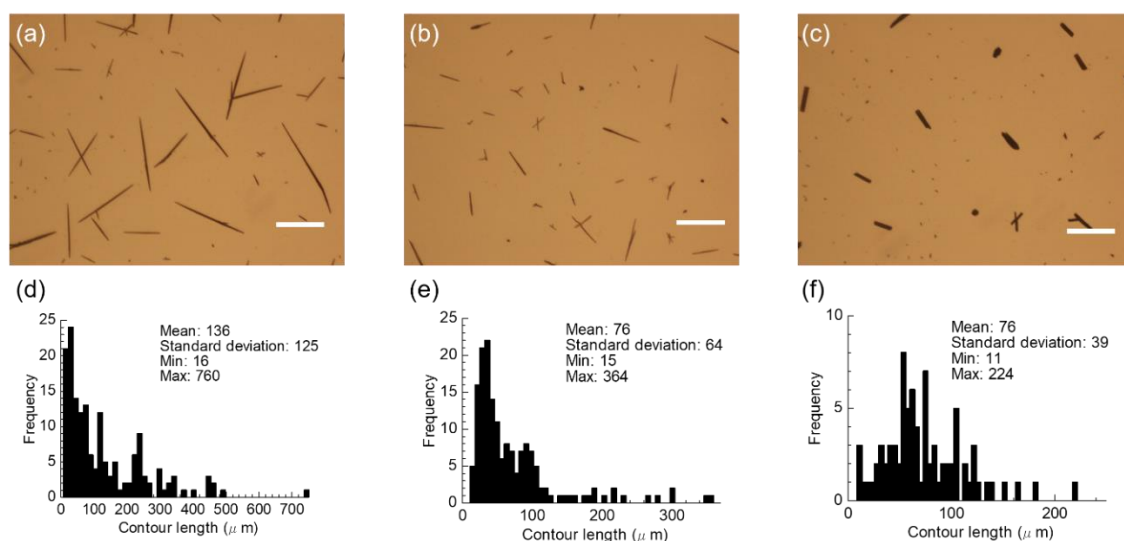 (a)
(b)
(c)
(d)
25
20
15
10
5
0
Frequency
Mean: 136
Standard deviation: 125
Min: 16
Max: 760
0 100 200 300 400 500 600 700
Contour length (μ m)
(e)
25
20
15
10
5
0
Frequency
Mean: 76
Standard deviation: 64
Min: 15
Max: 364
0 100 200 300
Contour length (μ m)
(f)
10
5
0
Frequency
Mean: 76
Standard deviation: 39
Min: 11
Max: 224
0 100 200
Contour length (μ m)